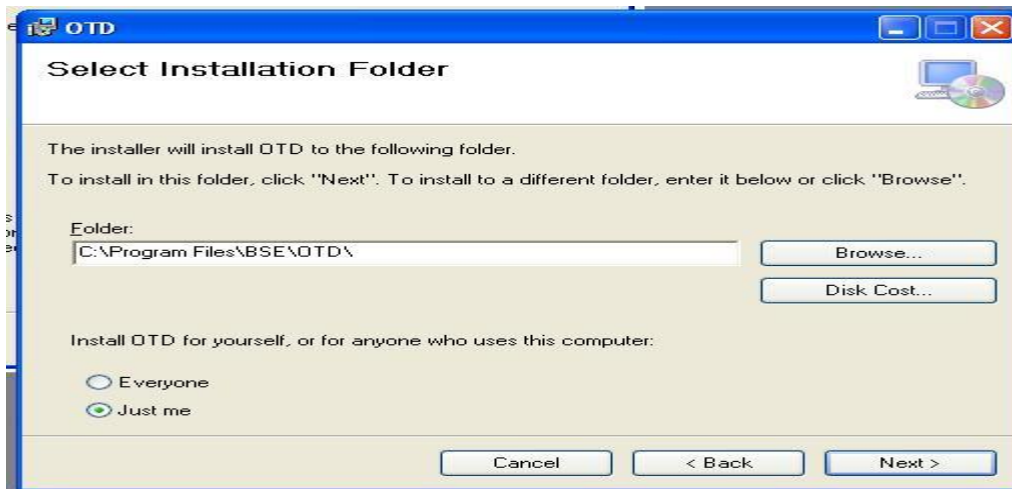 OTD
Select Installation Folder
The installer will install OTD to the following folder.
To install in this folder, click "Next". To install to a different folder, enter it below or click "Browse".
Folder:
C:\Program Files\BSE\OTD\
Browse...
Disk Cost...
Install OTD for yourself, or for anyone who uses this computer:
Everyone
Just me
Cancel
< Back
Next >